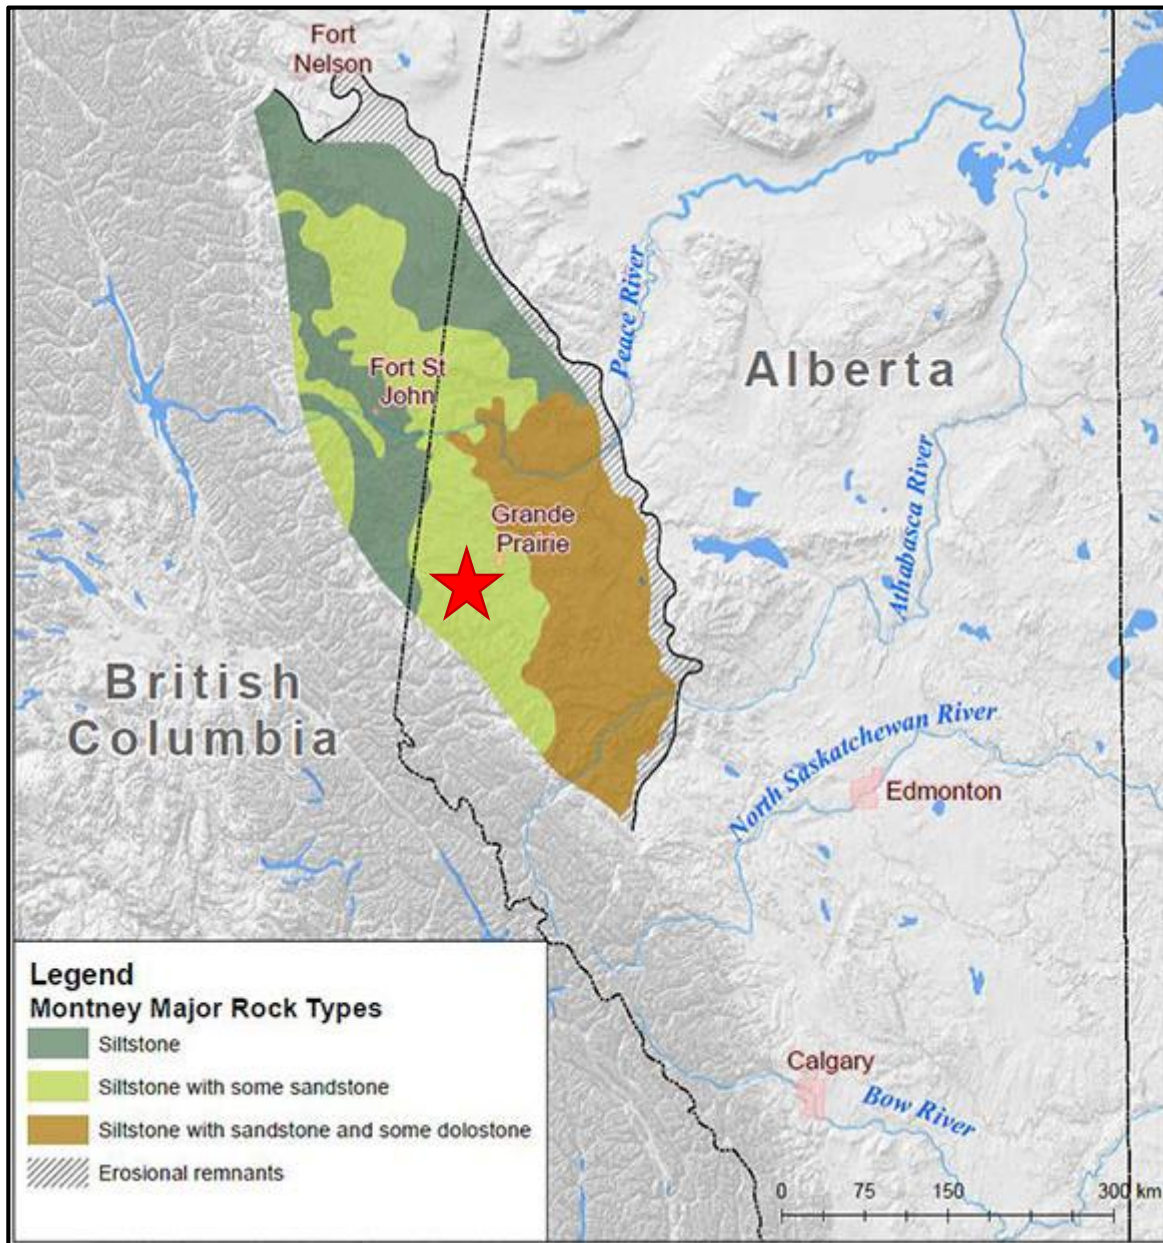 Fort
Nelson
Peace River
Alberta
Fort St
John
Grande
Prairie
Athabasca River
British
Columbia
North Saskatchewan River
Edmonton
Legend
Montney Major Rock Types
Siltstone
Siltstone with some sandstone
Siltstone with sandstone and some dolostone
Erosional remnants
Calgary
Bow River
0 75 150 300 km